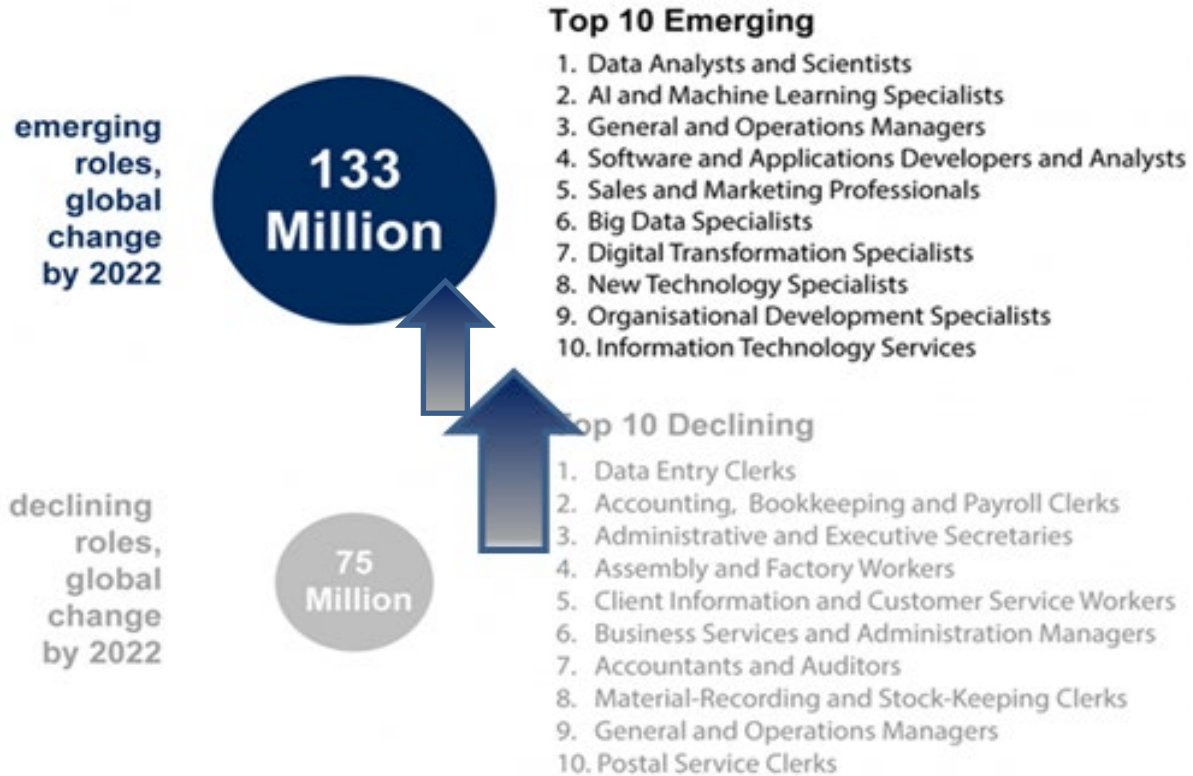 Top 10 Emerging
1. Data Analysts and Scientists
2. AI and Machine Learning Specialists
3. General and Operations Managers
4. Software and Applications Developers and Analysts
5. Sales and Marketing Professionals
6. Big Data Specialists
7. Digital Transformation Specialists
8. New Technology Specialists
9. Organisational Development Specialists
10. Information Technology Services
emerging
roles,
global
change
by 2022
133
Million
Top 10 Declining
1. Data Entry Clerks
2. Accounting, Bookkeeping and Payroll Clerks
3. Administrative and Executive Secretaries
4. Assembly and Factory Workers
5. Client Information and Customer Service Workers
6. Business Services and Administration Managers
7. Accountants and Auditors
8. Material-Recording and Stock-Keeping Clerks
9. General and Operations Managers
10. Postal Service Clerks
declining
roles,
global
change
by 2022
75
Million